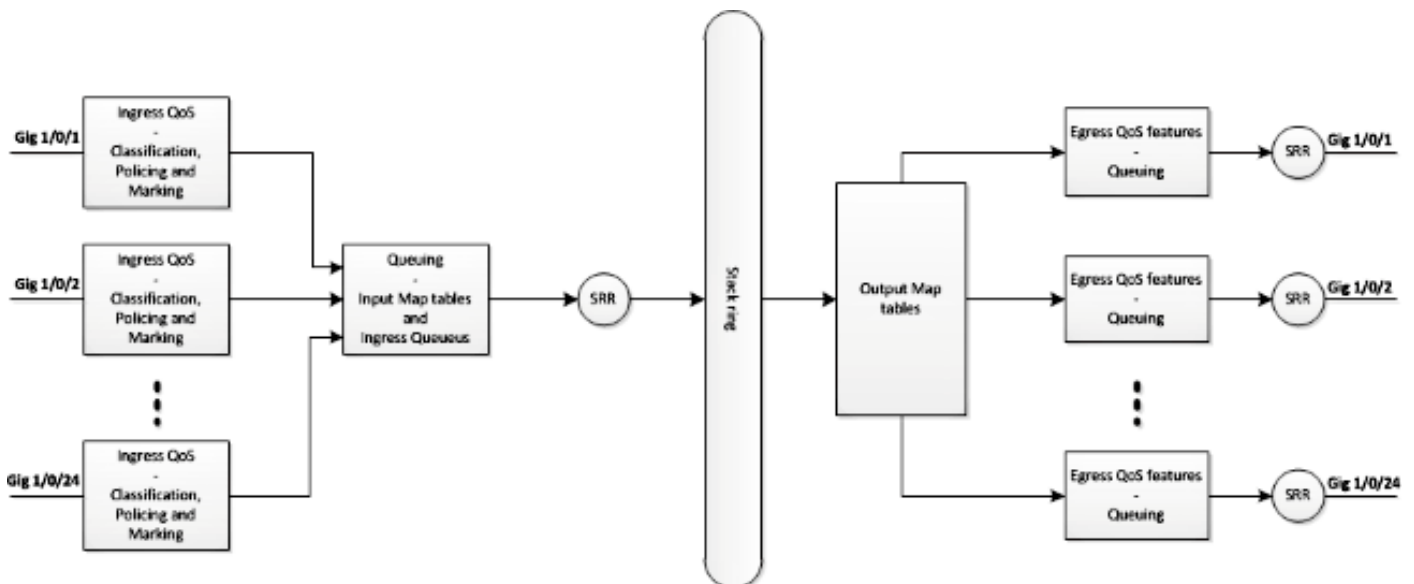 Gig 1/0/1
Ingress QoS
-
Classification,
Policing and
Marking
Gig 1/0/2
Ingress QoS
-
Classification,
Policing and
Marking
Gig 1/0/24
Ingress QoS
-
Classification,
Policing and
Marking
Queuing
-
Input Map tables
and
Ingress Queueus
SRR
Stack ring
Output Map
tables
Egress QoS features
-
Queuing
SRR
Gig 1/0/1
Egress QoS features
-
Queuing
SRR
Gig 1/0/2
Egress QoS features
-
Queuing
SRR
Gig 1/0/24